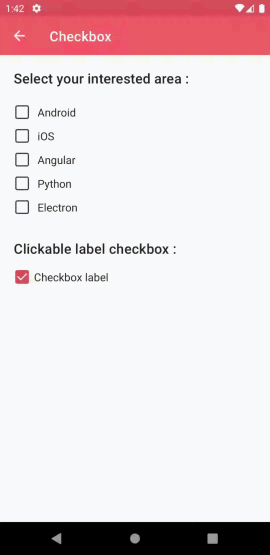 1:42
Checkbox
Select your interested area :
Android
iOS
Angular
Python
Electron
Clickable label checkbox :
Checkbox label